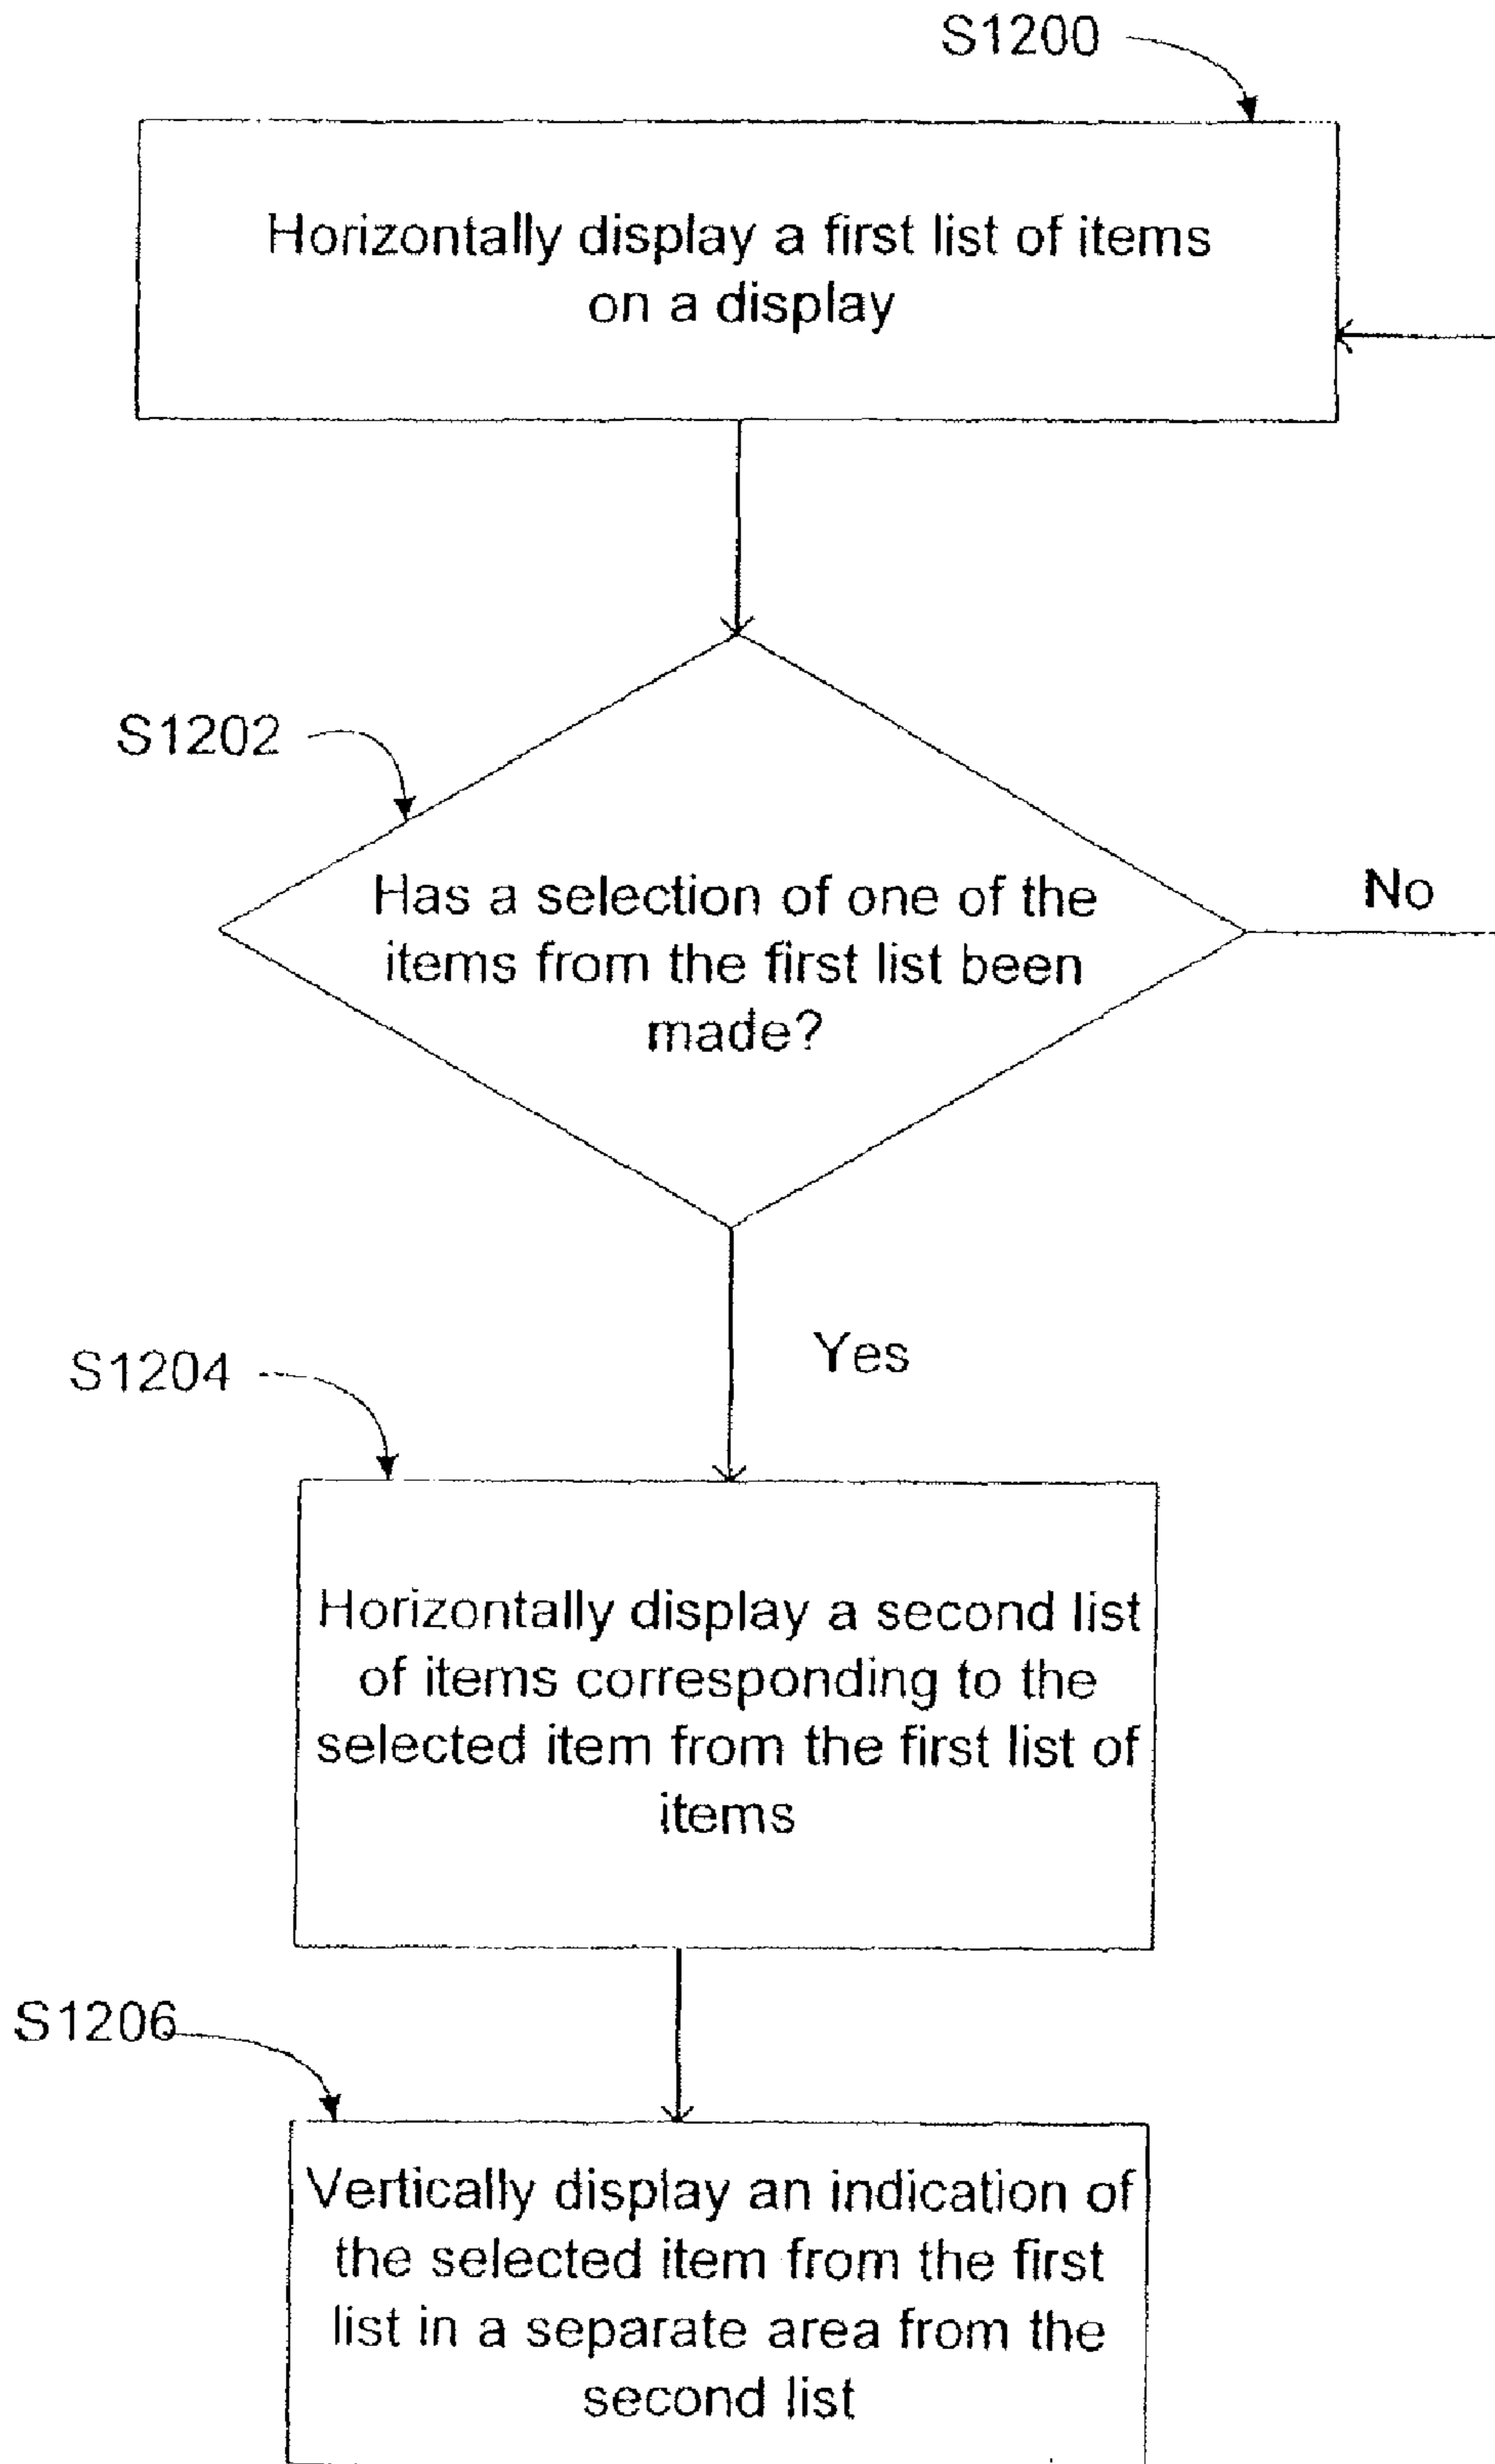 S1200
Horizontally display a first list of items
on a display
S1202
Has a selection of one of the
items from the first list been
made?
No
Yes
S1204
Horizontally display a second list
of items corresponding to the
selected item from the first list of
items
S1206
Vertically display an indication of
the selected item from the first
list in a separate area from the
second list